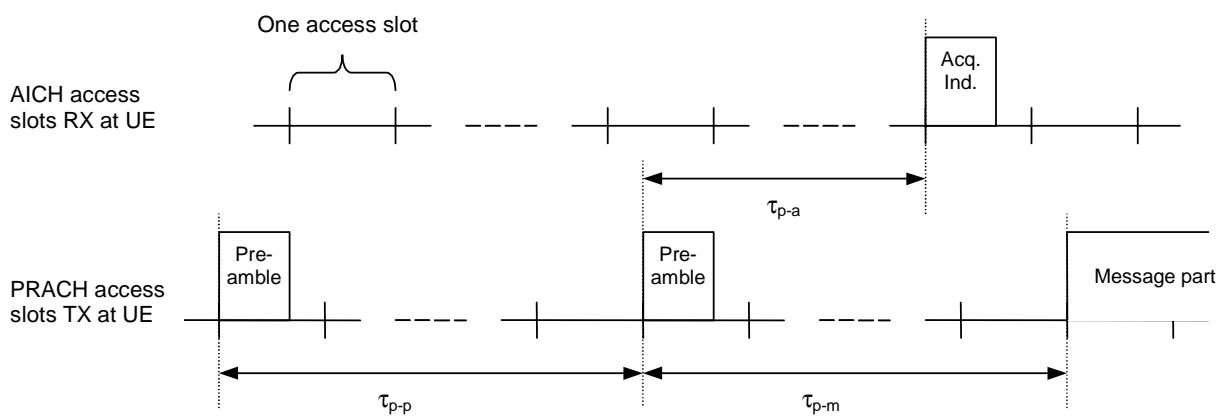 One access slot
Acq.
Ind.
AICH access
slots RX at UE
τp-a
Pre-
amble
Pre-
amble
Message part
PRACH access
slots TX at UE
τp-p
τp-m